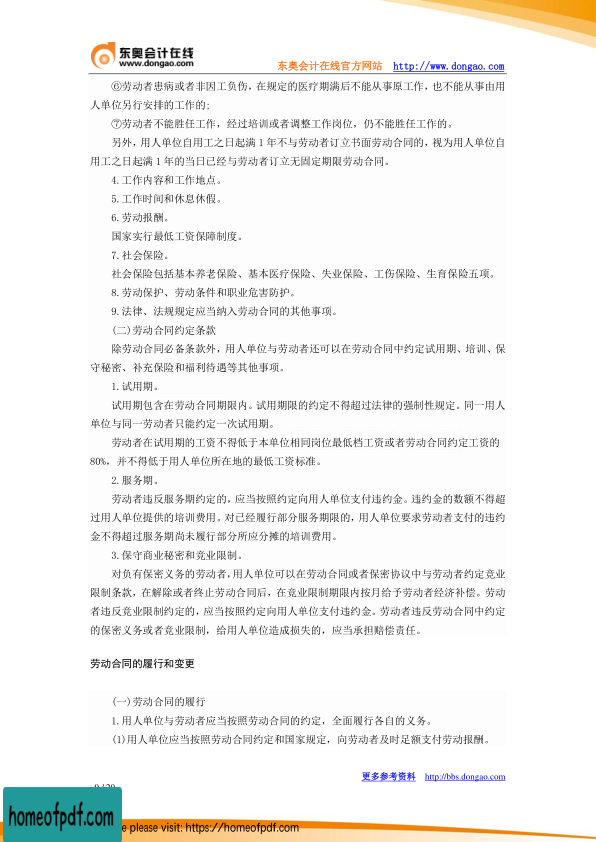 东奥会计在线
www.dongao.com
东奥会计在线官方网站 http://www.dongao.com
⑥劳动者患病或者非因工负伤，在规定的医疗期满后不能从事原工作，也不能从事由用
人单位另行安排的工作的；
⑦劳动者不能胜任工作，经过培训或者调整工作岗位，仍不能胜任工作的。
另外，用人单位自用工之日起满 1 年不与劳动者订立书面劳动合同的，视为用人单位自
用工之日起满 1 年的当日已经与劳动者订立无固定期限劳动合同。
4.工作内容和工作地点。
5.工作时间和休息休假。
6.劳动报酬。
国家实行最低工资保障制度。
7.社会保险。
社会保险包括基本养老保险、基本医疗保险、失业保险、工伤保险、生育保险五项。
8.劳动保护、劳动条件和职业危害防护。
9.法律、法规规定应当纳入劳动合同的其他事项。
(二)劳动合同约定条款
除劳动合同必备条款外，用人单位与劳动者还可以在劳动合同中约定试用期、培训、保
守秘密、补充保险和福利待遇等其他事项。
1.试用期。
试用期包含在劳动合同期限内。试用期限的约定不得超过法律的强制性规定。同一用人
单位与同一劳动者只能约定一次试用期。
劳动者在试用期的工资不得低于本单位相同岗位最低档工资或者劳动合同约定工资的
80%，并不得低于用人单位所在地的最低工资标准。
2.服务期。
劳动者违反服务期约定的，应当按照约定向用人单位支付违约金。违约金的数额不得超
过用人单位提供的培训费用。对已经履行部分服务期限的，用人单位要求劳动者支付的违约
金不得超过服务期尚未履行部分所应分摊的培训费用。
3.保守商业秘密和竞业限制。
对负有保密义务的劳动者，用人单位可以在劳动合同或者保密协议中与劳动者约定竞业
限制条款，在解除或者终止劳动合同后，在竞业限制期限内按月给予劳动者经济补偿。劳动
者违反竞业限制约定的，应当按照约定向用人单位支付违约金。劳动者违反劳动合同中约定
的保密义务或者竞业限制，给用人单位造成损失的，应当承担赔偿责任。
劳动合同的履行和变更
(一)劳动合同的履行
1.用人单位与劳动者应当按照劳动合同的约定，全面履行各自的义务。
(1)用人单位应当按照劳动合同约定和国家规定，向劳动者及时足额支付劳动报酬。
更多参考资料 http://bbs.dongao.com
homeofpdf.com
please visit: https://homeofpdf.com